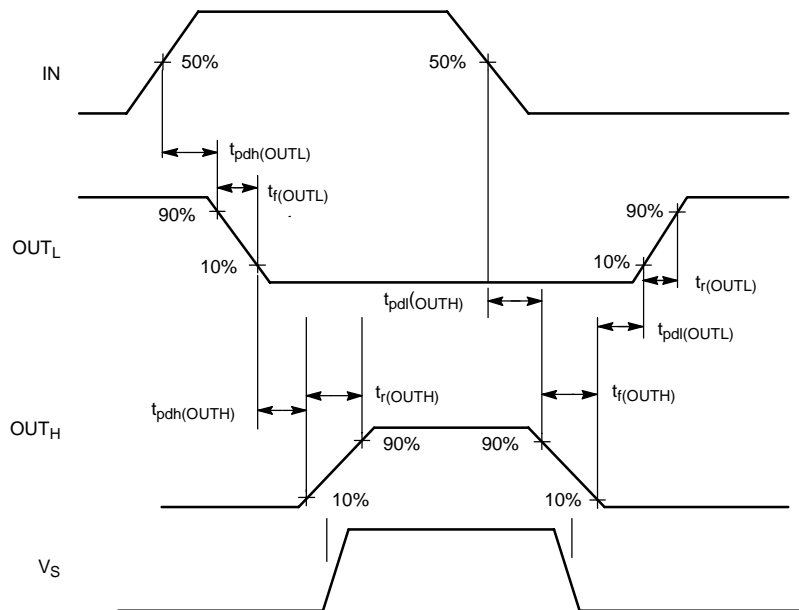 IN
50%
50%
tpdh(OUTL)
tf(OUTL)
90%
90%
OUTL
10%
10%
tr(OUTL)
tpdl(OUTH)
tpdl(OUTL)
tr(OUTH)
tf(OUTH)
tpdh(OUTH)
OUTH
90%
90%
10%
10%
VS